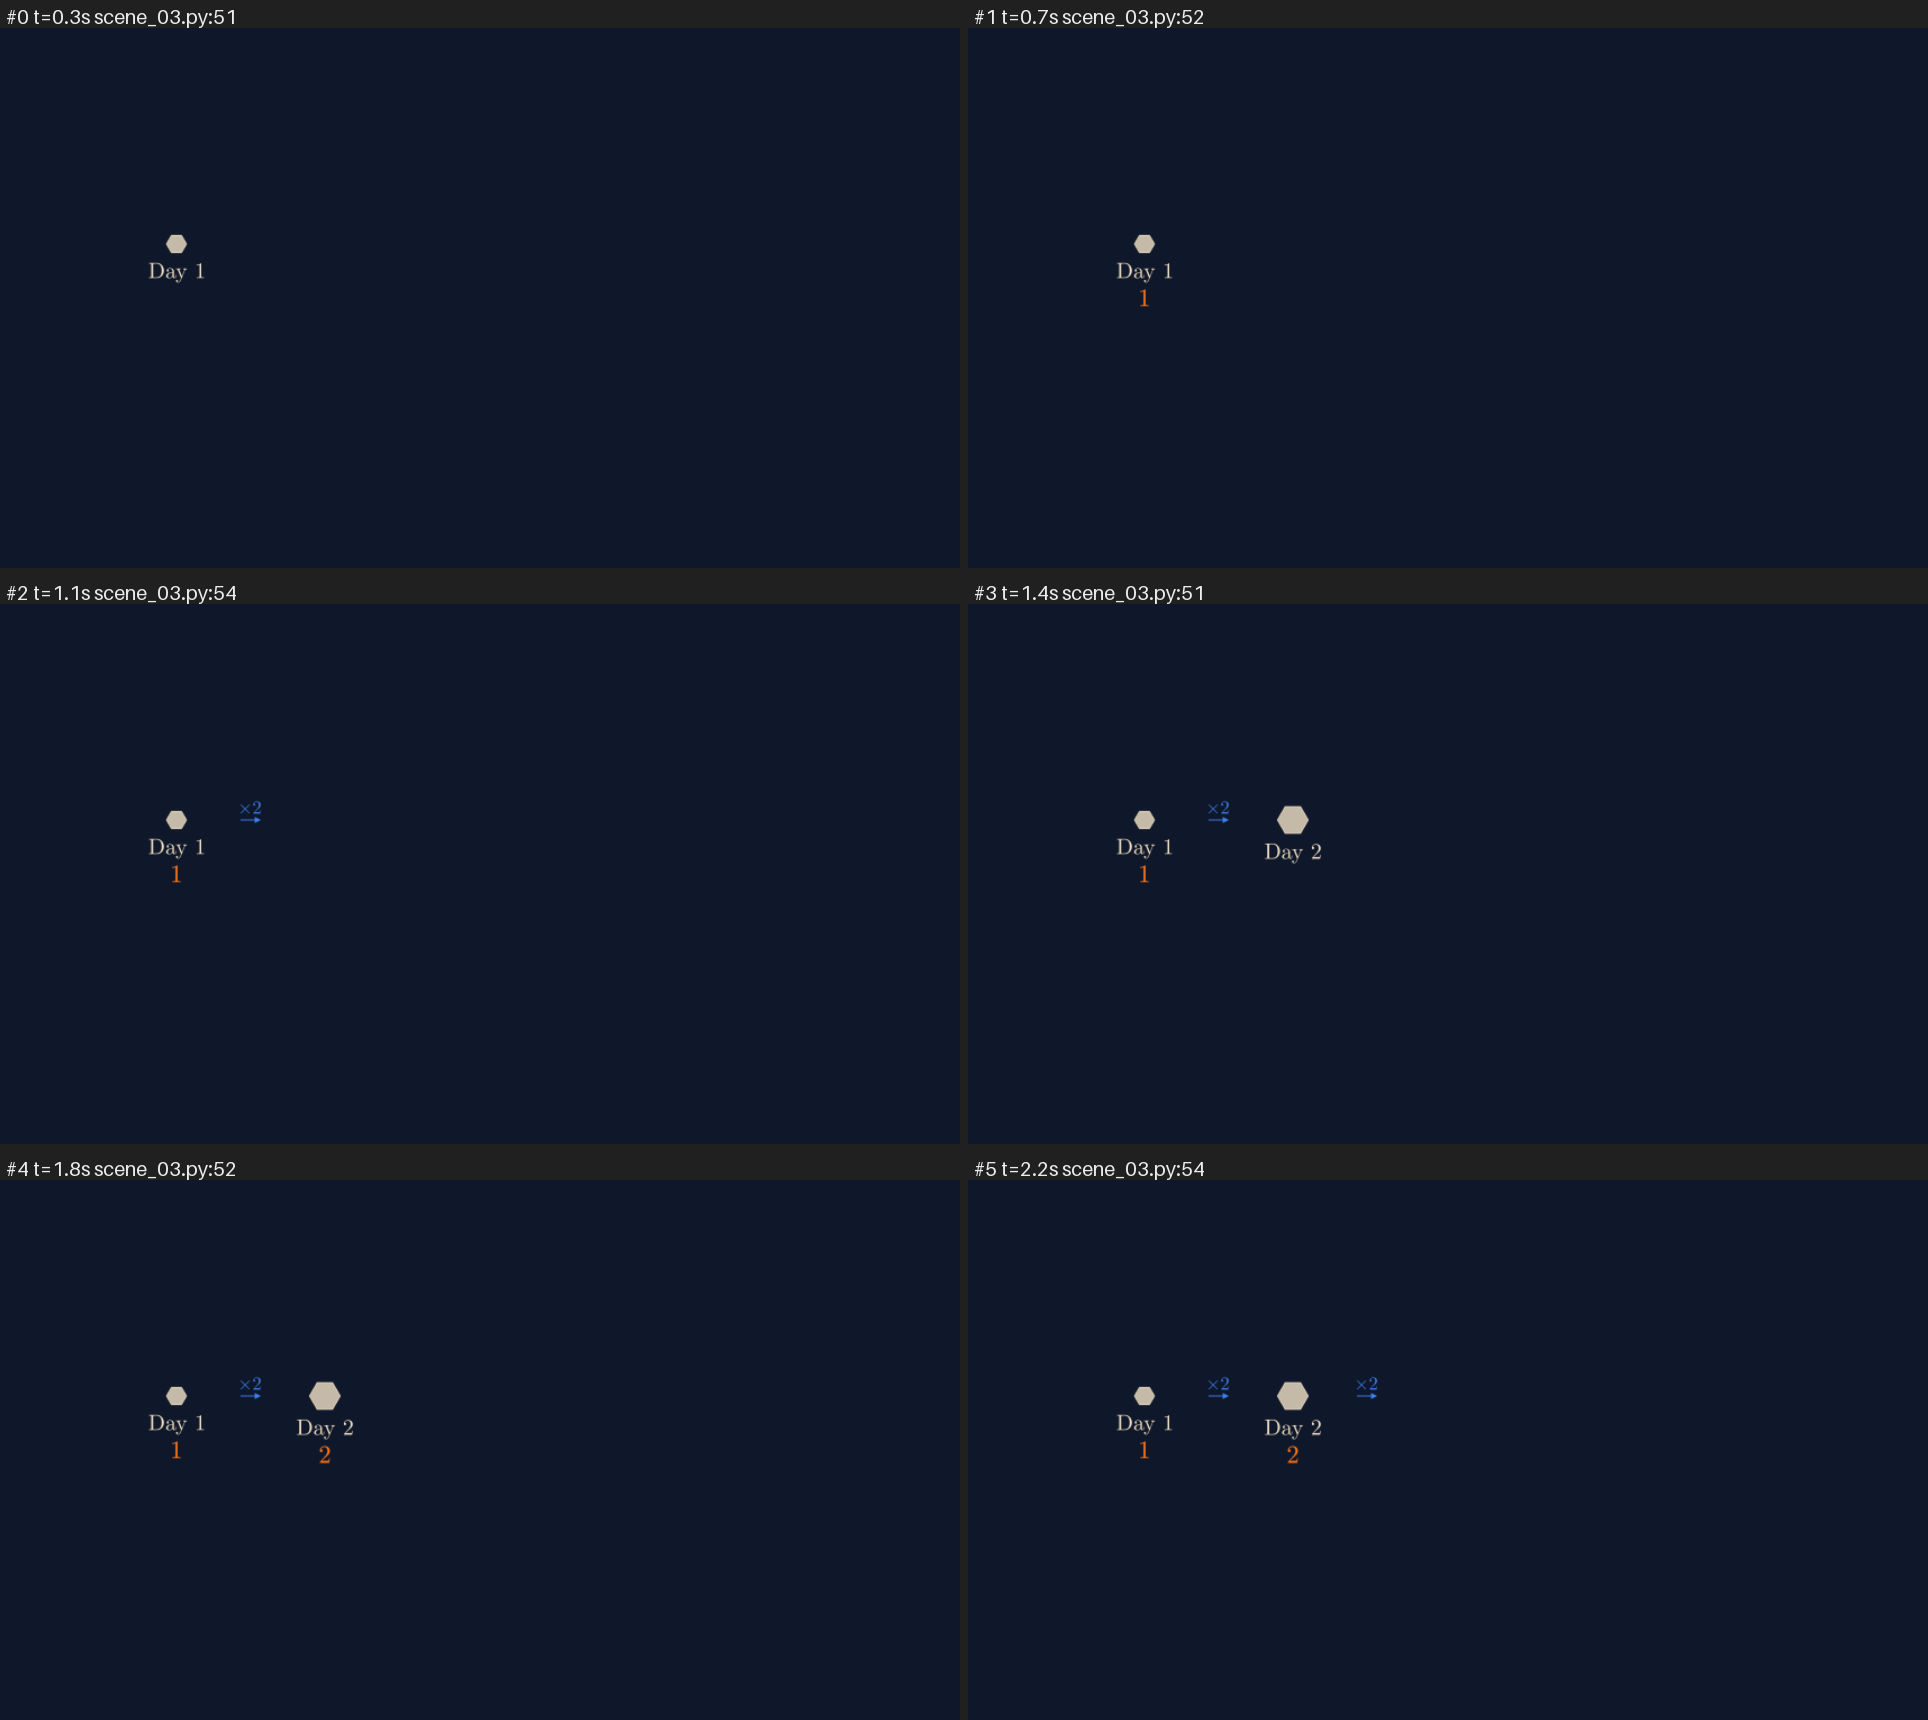 #0 t=0.3s scene_03.py:51
Day 1
#1 t=0.7s scene_03.py:52
Day 1
1
#2 t=1.1s scene_03.py:54
×2
Day 1
1
#3 t=1.4s scene_03.py:51
×2
Day 1
Day 2
1
#4 t=1.8s scene_03.py:52
×2
Day 1
Day 2
1
2
#5 t=2.2s scene_03.py:54
×2
×2
Day 1
Day 2
1
2